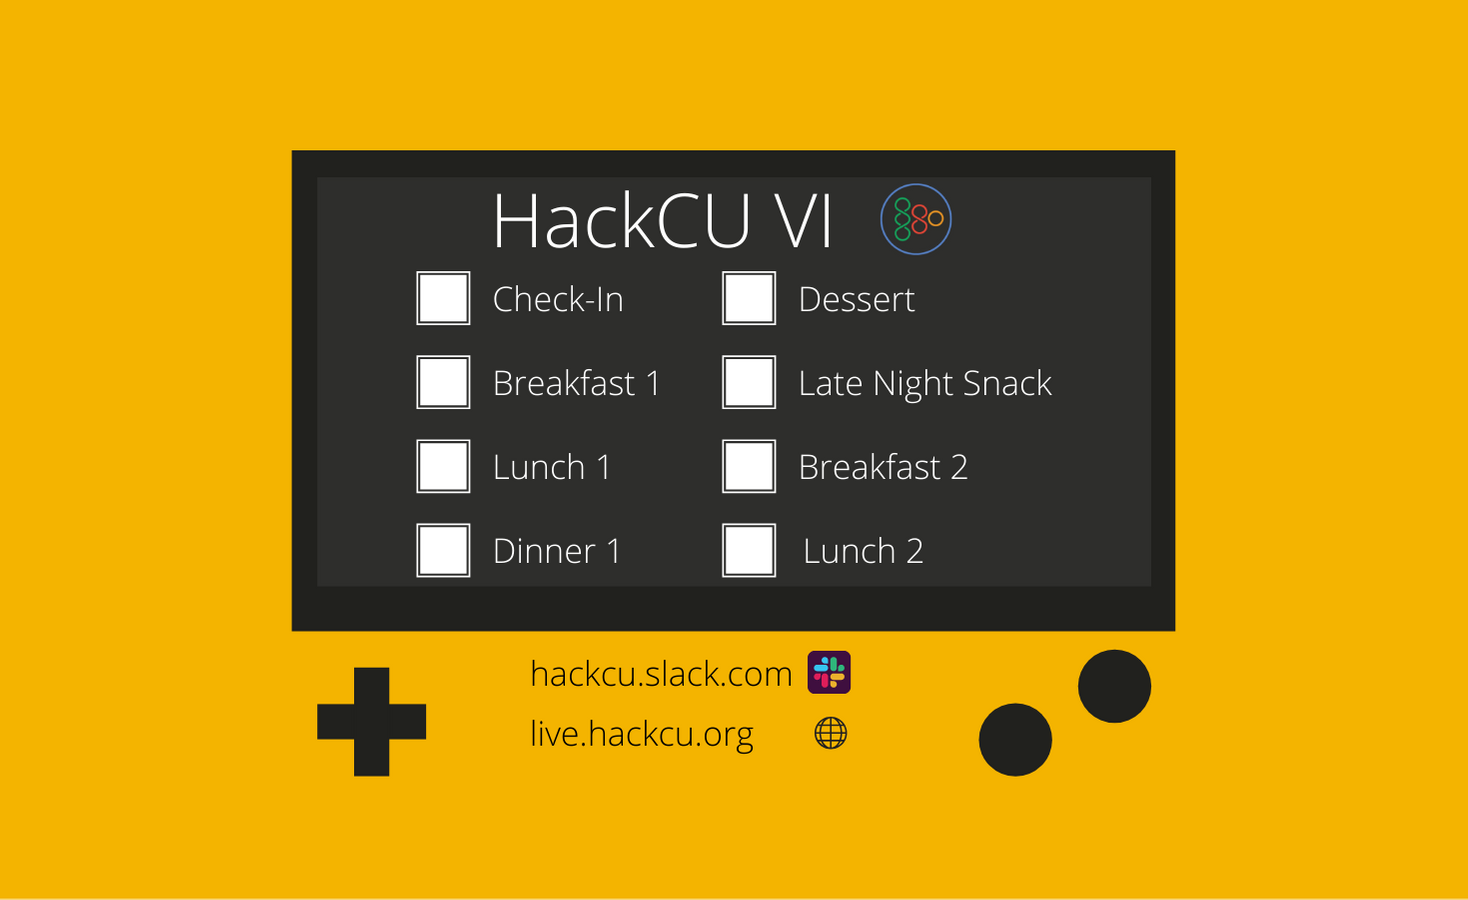 HackCU VI
Check-In
Breakfast 1
Lunch 1
Dinner 1
Dessert
Late Night Snack
Breakfast 2
Lunch 2
hackcu.slack.com
live.hackcu.org